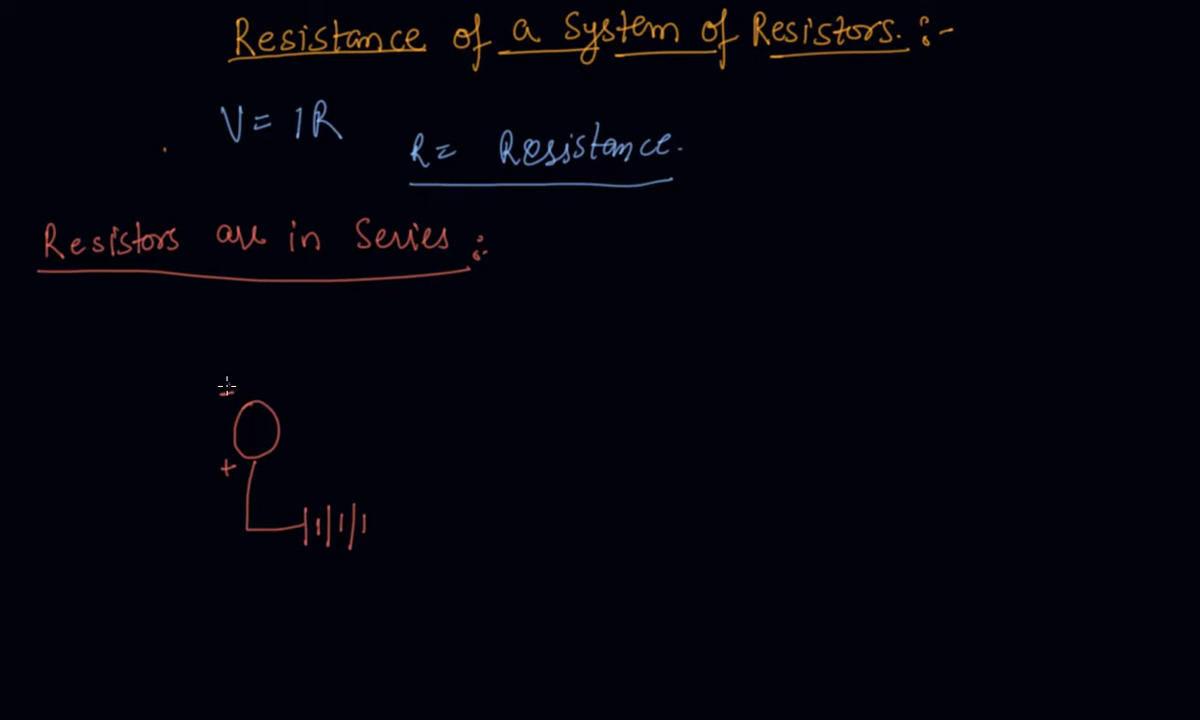 Resistance of a System of Resistors. :-
V = IR
R = Resistance.
Resistors are in Series :-
-
+